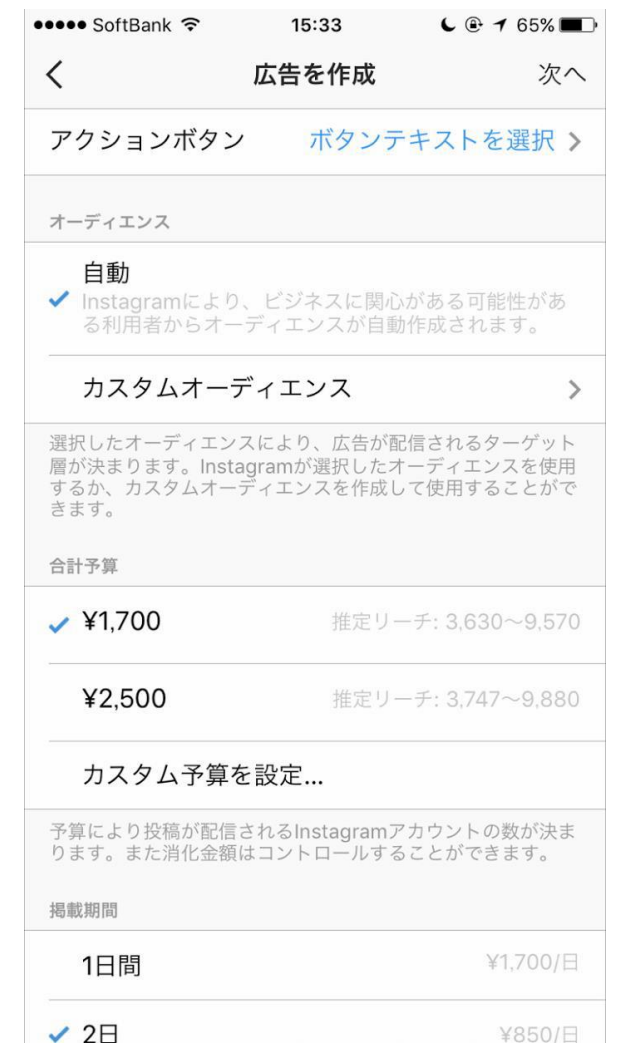 SoftBank 15:33 65%
広告を作成 次へ
アクションボタン ボタンテキストを選択
オーディエンス
自動
Instagramにより、ビジネスに関心がある可能性があ
る利用者からオーディエンスが自動作成されます。
カスタムオーディエンス
選択したオーディエンスにより、広告が配信されるターゲット
層が決まります。Instagramが選択したオーディエンスを使用
するか、カスタムオーディエンスを作成して使用することがで
きます。
合計予算
¥1,700 推定リーチ: 3,630〜9,570
¥2,500 推定リーチ: 3,747〜9,880
カスタム予算を設定...
予算により投稿が配信されるInstagramアカウントの数が決ま
ります。また消化金額はコントロールすることができます。
掲載期間
1日間 ¥1,700/日
2日 ¥850/日